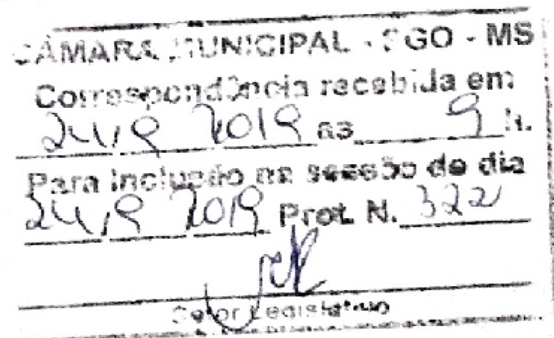 CÂMARA MUNICIPAL - SGO - MS
Correspondência recebida em
24/9 2019 as 9 h.
Para inclusão na sessão do dia
24/9 2019 Prot. N. 322
Setor Legislativo